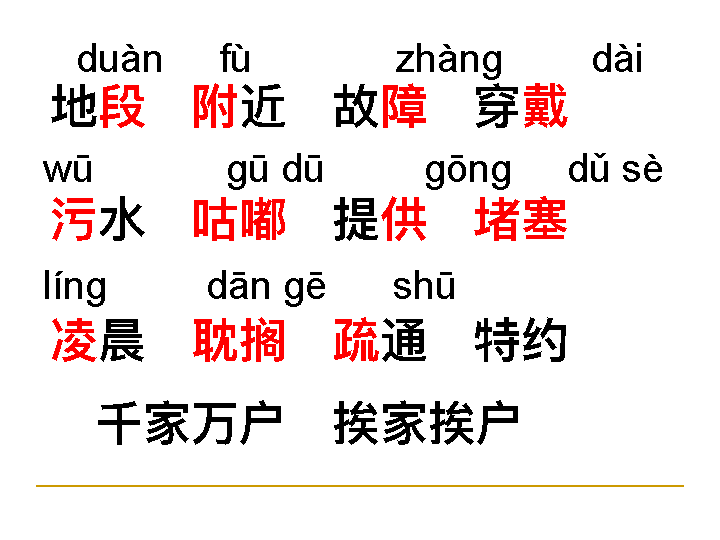 duàn fù zhàng dài
地段 附近 故障 穿戴
wū gū dū gōng dǔ sè
污水 咕嘟 提供 堵塞
líng dān gē shū
凌晨 耽搁 疏通 特约
千家万户 挨家挨户